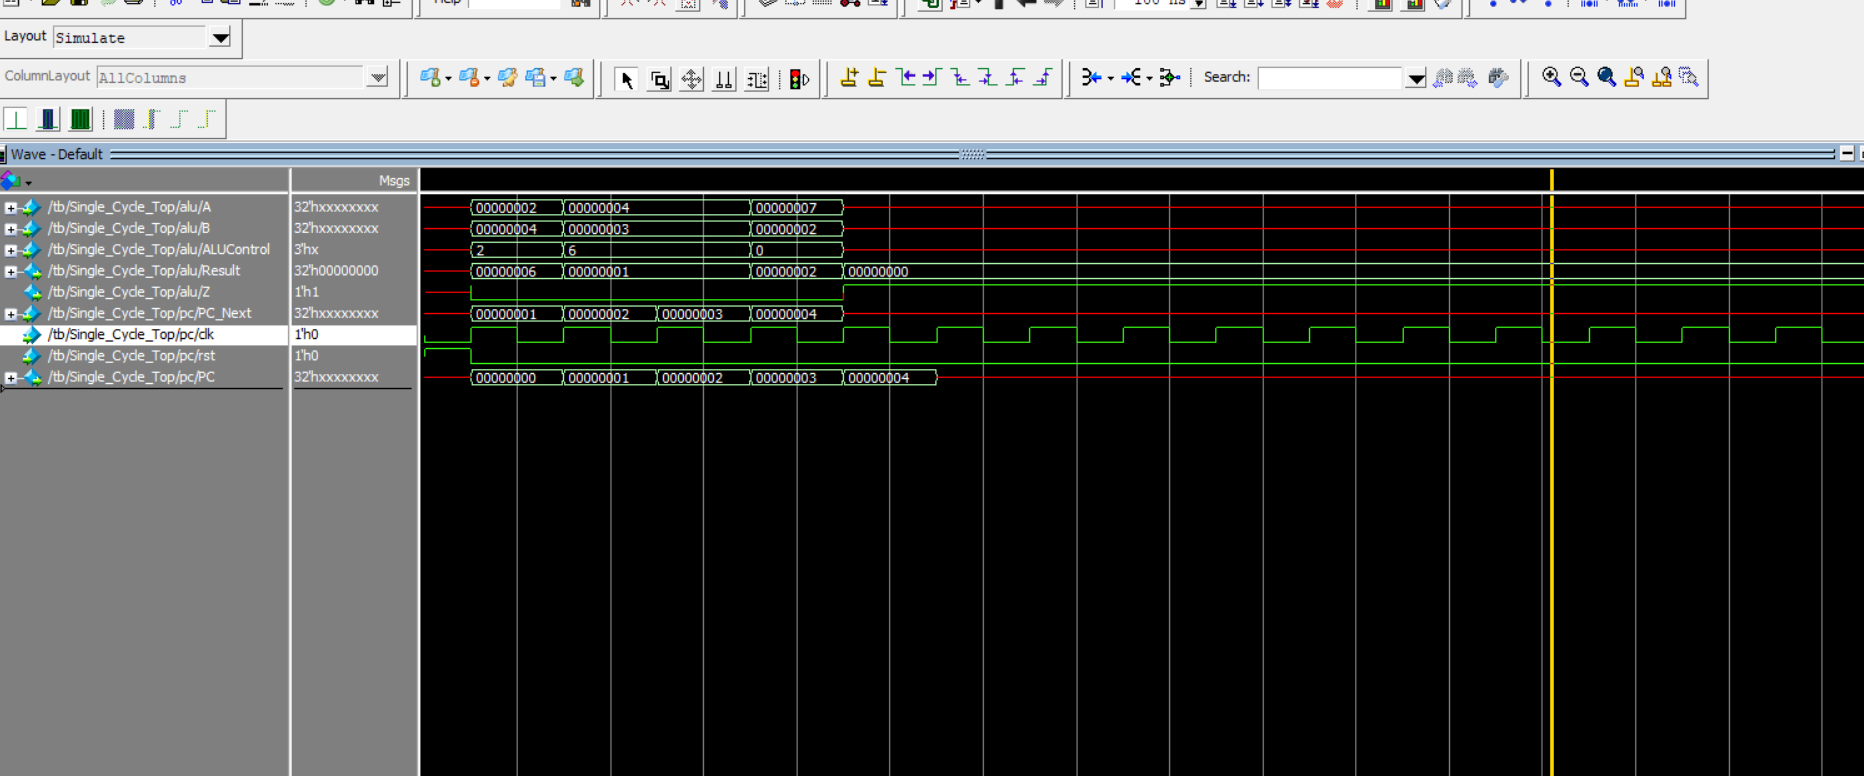 Help
100 ns
Layout Simulate
ColumnLayout AllColumns
Search:
Wave - Default
Msgs
/tb/Single_Cycle_Top/alu/A 32'hxxxxxxxx 00000002 00000004 00000007
/tb/Single_Cycle_Top/alu/B 32'hxxxxxxxx 00000004 00000003 00000002
/tb/Single_Cycle_Top/alu/ALUControl 3'hx 2 6 0
/tb/Single_Cycle_Top/alu/Result 32'h00000000 00000006 00000001 00000002 00000000
/tb/Single_Cycle_Top/alu/Z 1'h1
/tb/Single_Cycle_Top/pc/PC_Next 32'hxxxxxxxx 00000001 00000002 00000003 00000004
/tb/Single_Cycle_Top/pc/clk 1'h0
/tb/Single_Cycle_Top/pc/rst 1'h0
/tb/Single_Cycle_Top/pc/PC 32'hxxxxxxxx 00000000 00000001 00000002 00000003 00000004